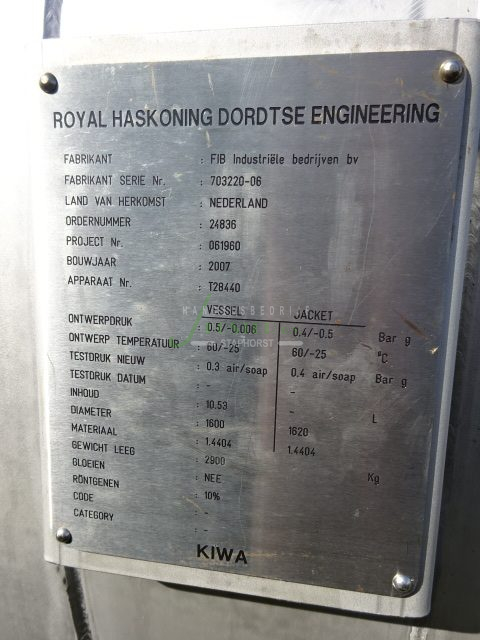 ROYAL HASKONING DORDTSE ENGINEERING
FABRIKANT : FIB Industriële bedrijven bv
FABRIKANT SERIE Nr. : 703220-06
LAND VAN HERKOMST : NEDERLAND
ORDERNUMMER : 24836
PROJECT Nr. : 061960
BOUWJAAR : 2007
APPARAAT Nr. : T28440
VESSEL JACKET
ONTWERPDRUK : 0.5/-0.006 0.4/-0.5 Bar g
ONTWERP TEMPERATUUR : 60/-25 60/-25 °C
TESTDRUK NIEUW : 0.3 air/soap 0.4 air/soap Bar g
TESTDRUK DATUM : - -
INHOUD : 10.53 - L
DIAMETER : 1600 1620
MATERIAAL : 1.4404 1.4404
GEWICHT LEEG : 2900 Kg
GLOEIEN : NEE
RÖNTGENEN : 10%
CODE : -
CATEGORY : -
KIWA
STAPHORST